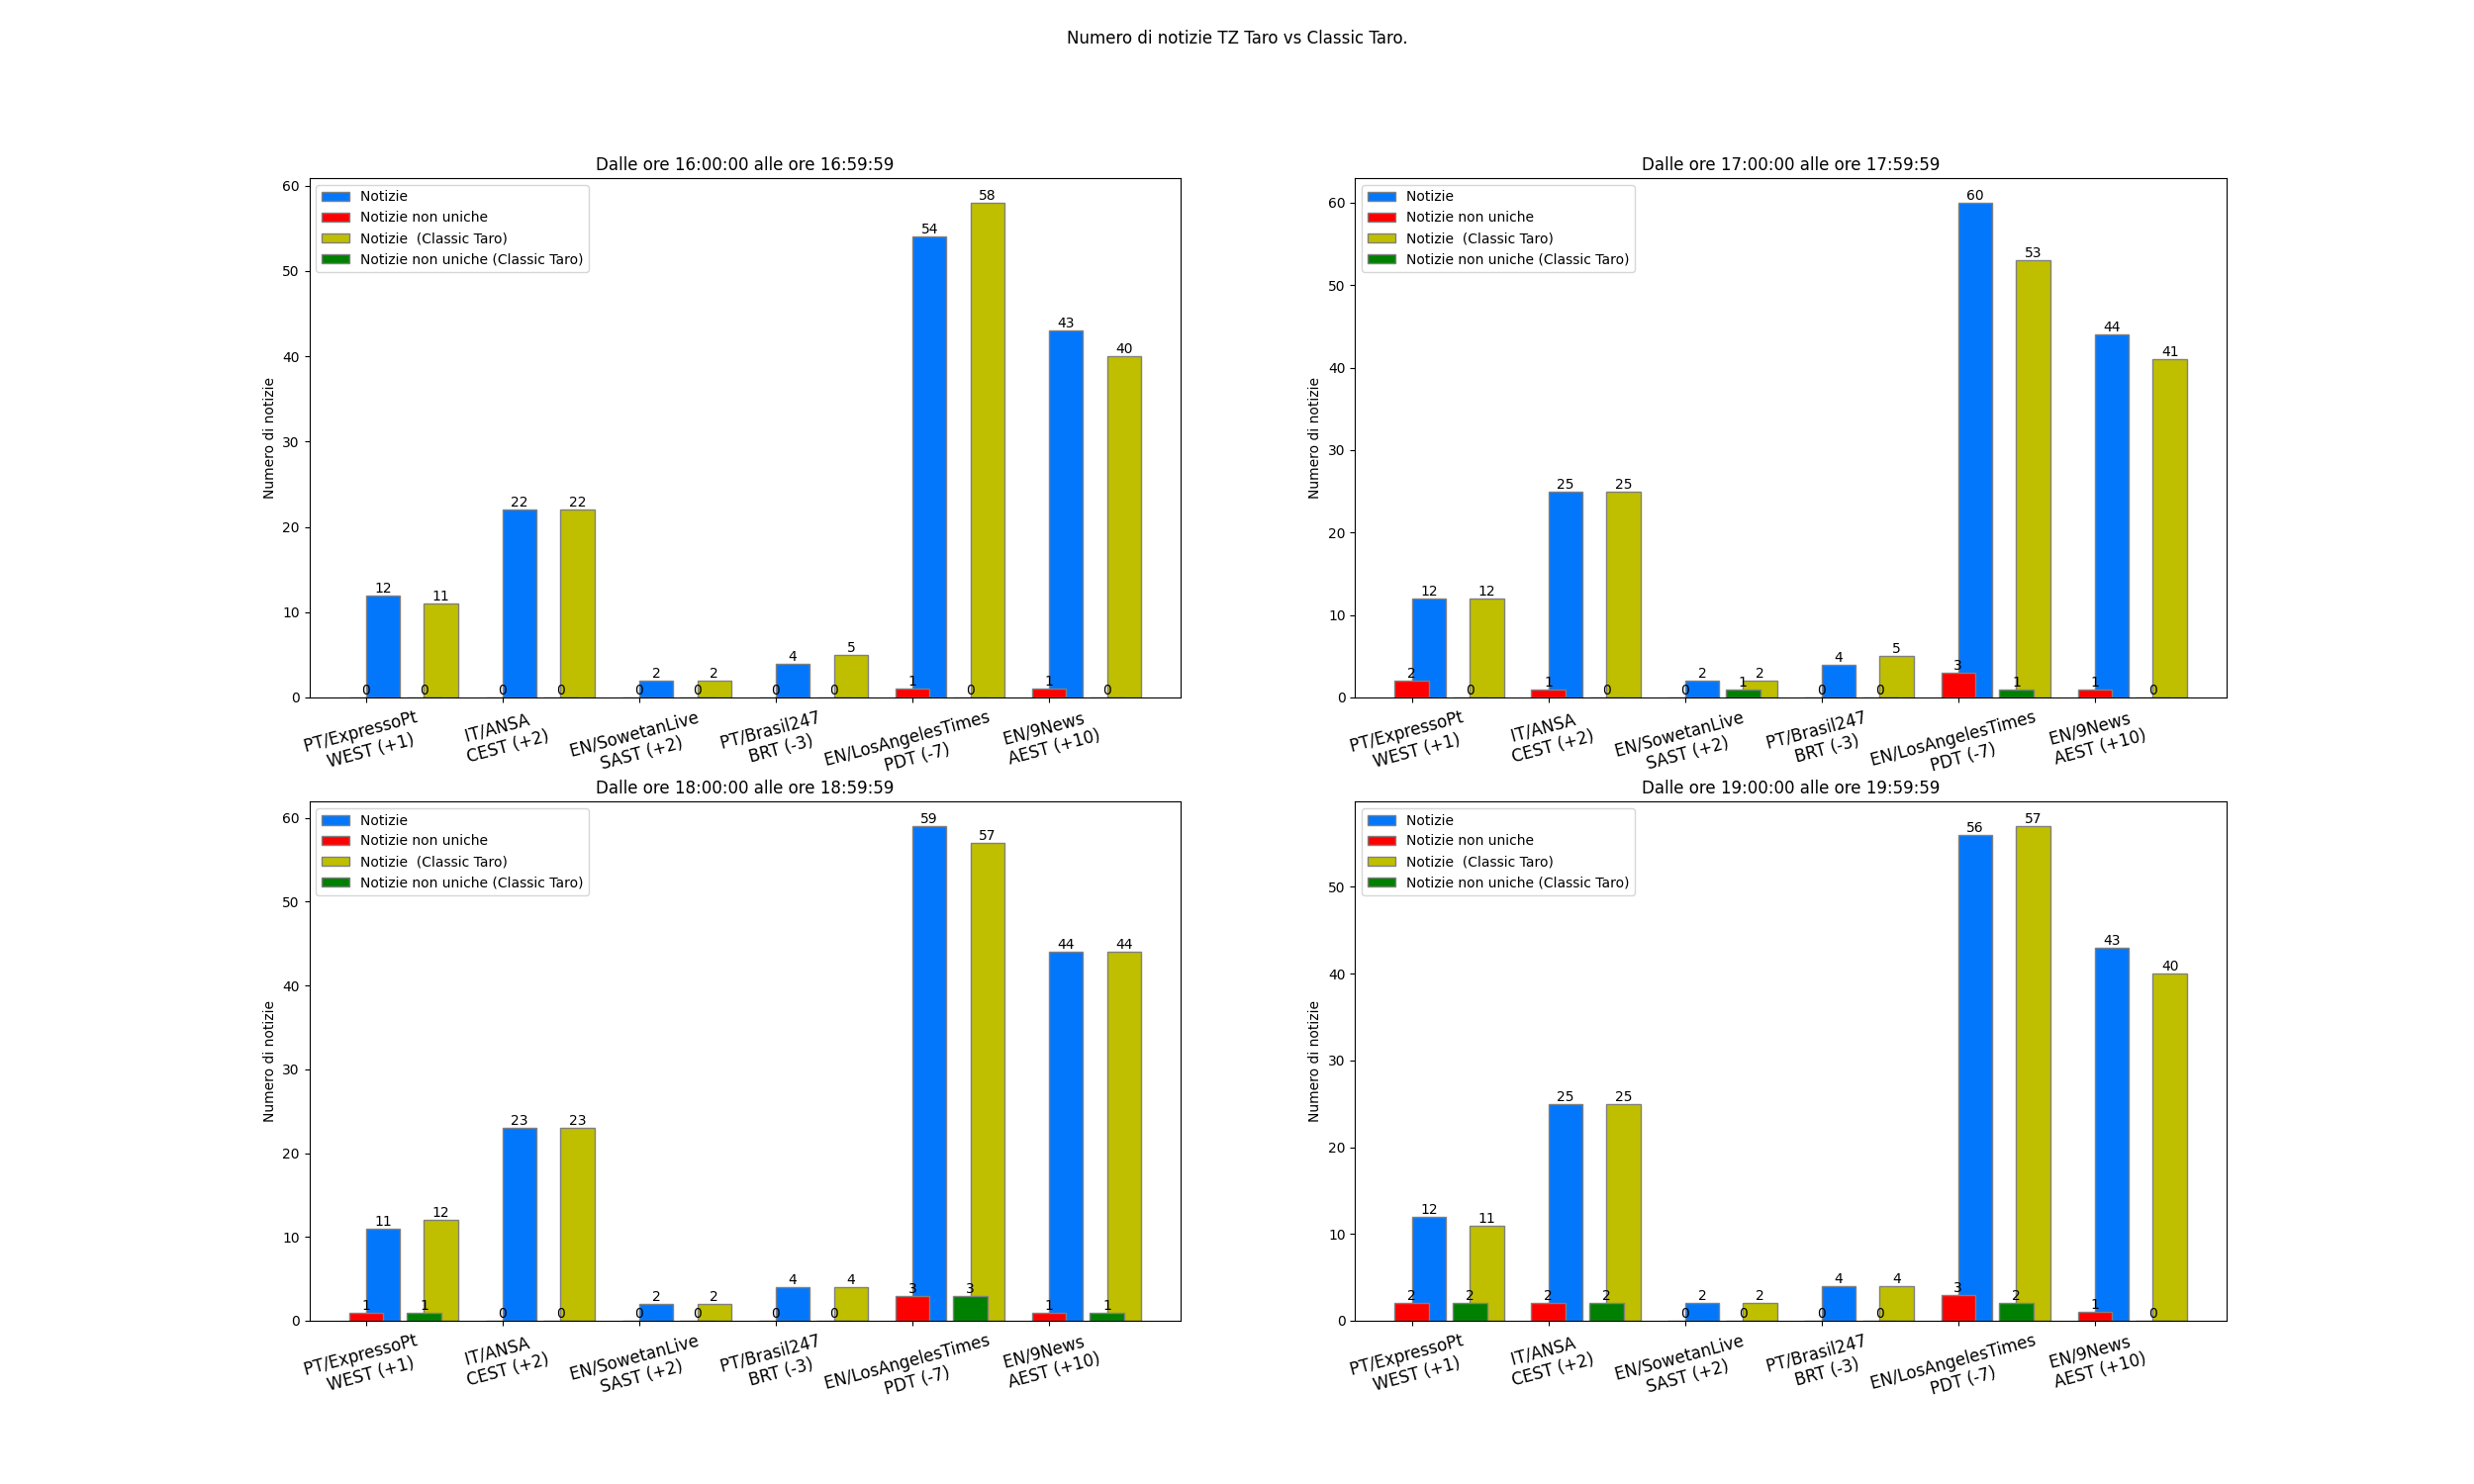 Numero di notizie TZ Taro vs Classic Taro.
Dalle ore 16:00:00 alle ore 16:59:59
Notizie
Notizie non uniche
Notizie  (Classic Taro)
Notizie non uniche (Classic Taro)
Numero di notizie
60
50
40
30
20
10
0
0
12
0
11
0
22
0
22
0
2
0
2
0
4
0
5
1
54
0
58
1
43
0
40
PT/ExpressoPt
WEST (+1)
IT/ANSA
CEST (+2)
EN/SowetanLive
SAST (+2)
PT/Brasil247
BRT (-3)
EN/LosAngelesTimes
PDT (-7)
EN/9News
AEST (+10)
Dalle ore 17:00:00 alle ore 17:59:59
Notizie
Notizie non uniche
Notizie  (Classic Taro)
Notizie non uniche (Classic Taro)
Numero di notizie
60
50
40
30
20
10
0
2
12
0
12
1
25
0
25
0
2
1
2
0
4
0
5
3
60
1
53
1
44
0
41
PT/ExpressoPt
WEST (+1)
IT/ANSA
CEST (+2)
EN/SowetanLive
SAST (+2)
PT/Brasil247
BRT (-3)
EN/LosAngelesTimes
PDT (-7)
EN/9News
AEST (+10)
Dalle ore 18:00:00 alle ore 18:59:59
Notizie
Notizie non uniche
Notizie  (Classic Taro)
Notizie non uniche (Classic Taro)
Numero di notizie
60
50
40
30
20
10
0
1
11
1
12
0
23
0
23
0
2
0
2
0
4
0
4
3
59
3
57
1
44
1
44
PT/ExpressoPt
WEST (+1)
IT/ANSA
CEST (+2)
EN/SowetanLive
SAST (+2)
PT/Brasil247
BRT (-3)
EN/LosAngelesTimes
PDT (-7)
EN/9News
AEST (+10)
Dalle ore 19:00:00 alle ore 19:59:59
Notizie
Notizie non uniche
Notizie  (Classic Taro)
Notizie non uniche (Classic Taro)
Numero di notizie
50
40
30
20
10
0
2
12
2
11
2
25
2
25
0
2
0
2
0
4
0
4
3
56
2
57
1
43
0
40
PT/ExpressoPt
WEST (+1)
IT/ANSA
CEST (+2)
EN/SowetanLive
SAST (+2)
PT/Brasil247
BRT (-3)
EN/LosAngelesTimes
PDT (-7)
EN/9News
AEST (+10)